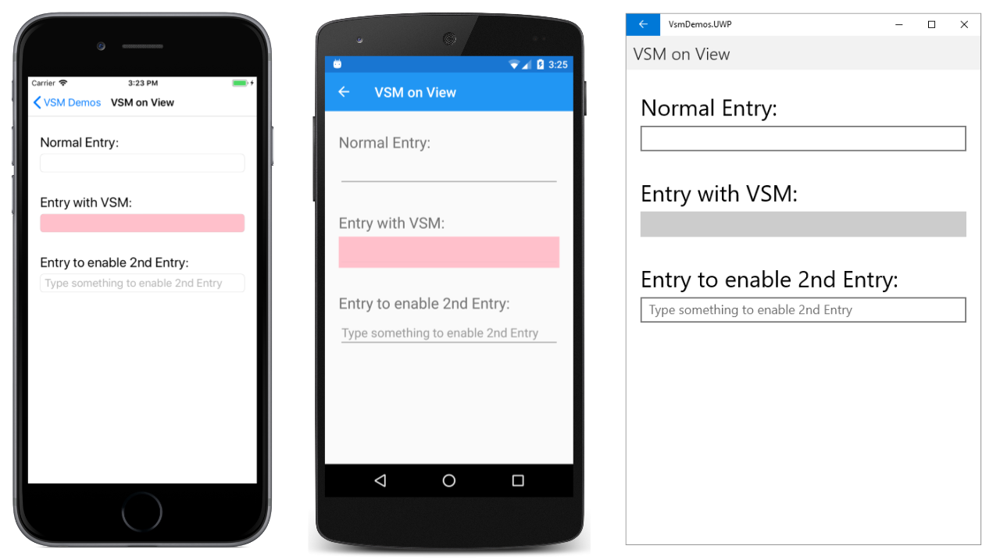 Carrier 3:23 PM
VSM Demos VSM on View
Normal Entry:
Entry with VSM:
Entry to enable 2nd Entry:
Type something to enable 2nd Entry
3:25
VSM on View
Normal Entry:
Entry with VSM:
Entry to enable 2nd Entry:
Type something to enable 2nd Entry
VsmDemos.UWP
VSM on View
Normal Entry:
Entry with VSM:
Entry to enable 2nd Entry:
Type something to enable 2nd Entry